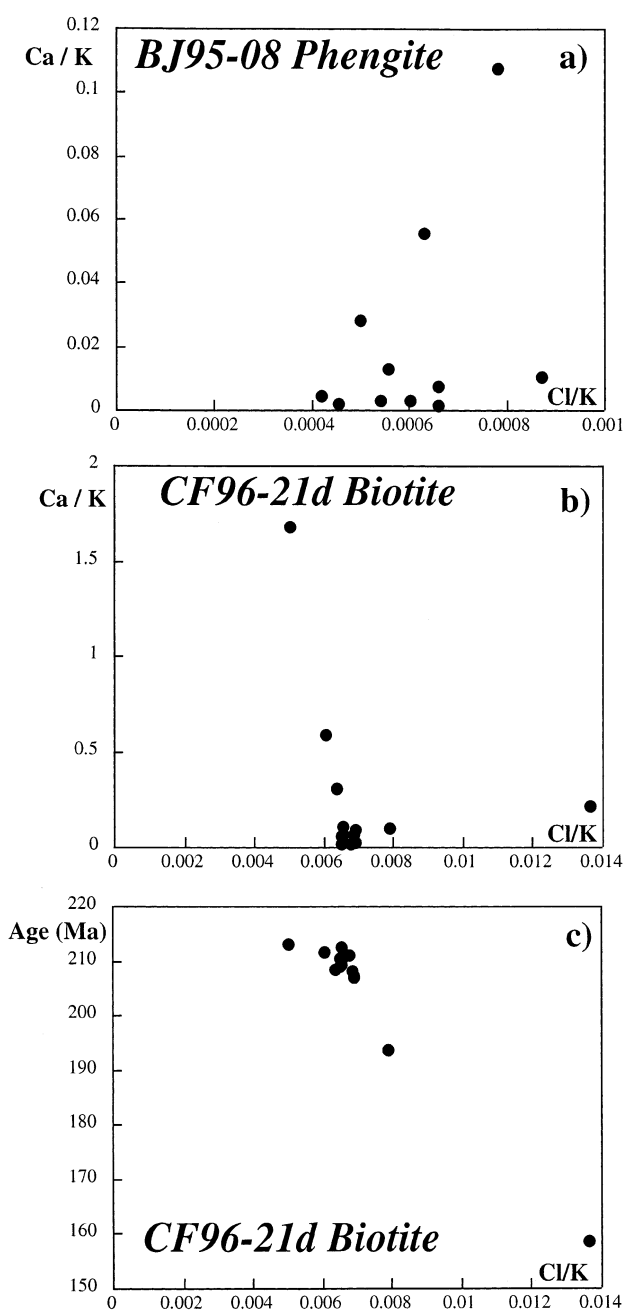 0.12
Ca / K
BJ95-08 Phengite
a)
0.1
0.08
0.06
0.04
0.02
0
Cl/K
0 0.0002 0.0004 0.0006 0.0008 0.001
2
Ca / K
CF96-21d Biotite
b)
1.5
1
0.5
0
Cl/K
0 0.002 0.004 0.006 0.008 0.01 0.012 0.014
220
Age (Ma)
c)
210
200
190
180
170
160
CF96-21d Biotite
Cl/K
150
0 0.002 0.004 0.006 0.008 0.01 0.012 0.014